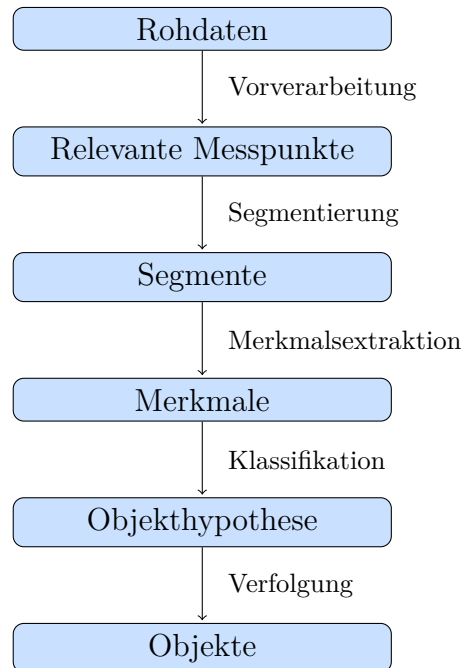 Rohdaten
Vorverarbeitung
Relevante Messpunkte
Segmentierung
Segmente
Merkmalsextraktion
Merkmale
Klassifikation
Objekthypothese
Verfolgung
Objekte